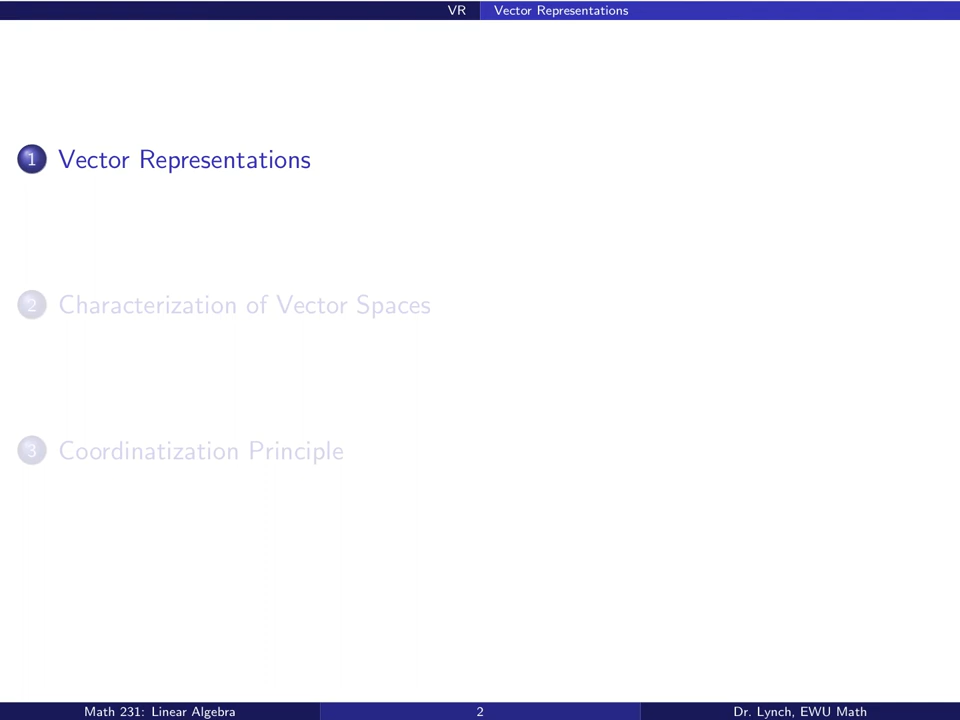 VR Vector Representations
1 Vector Representations
2 Characterization of Vector Spaces
3 Coordinatization Principle
Math 231: Linear Algebra 2 Dr. Lynch, EWU Math